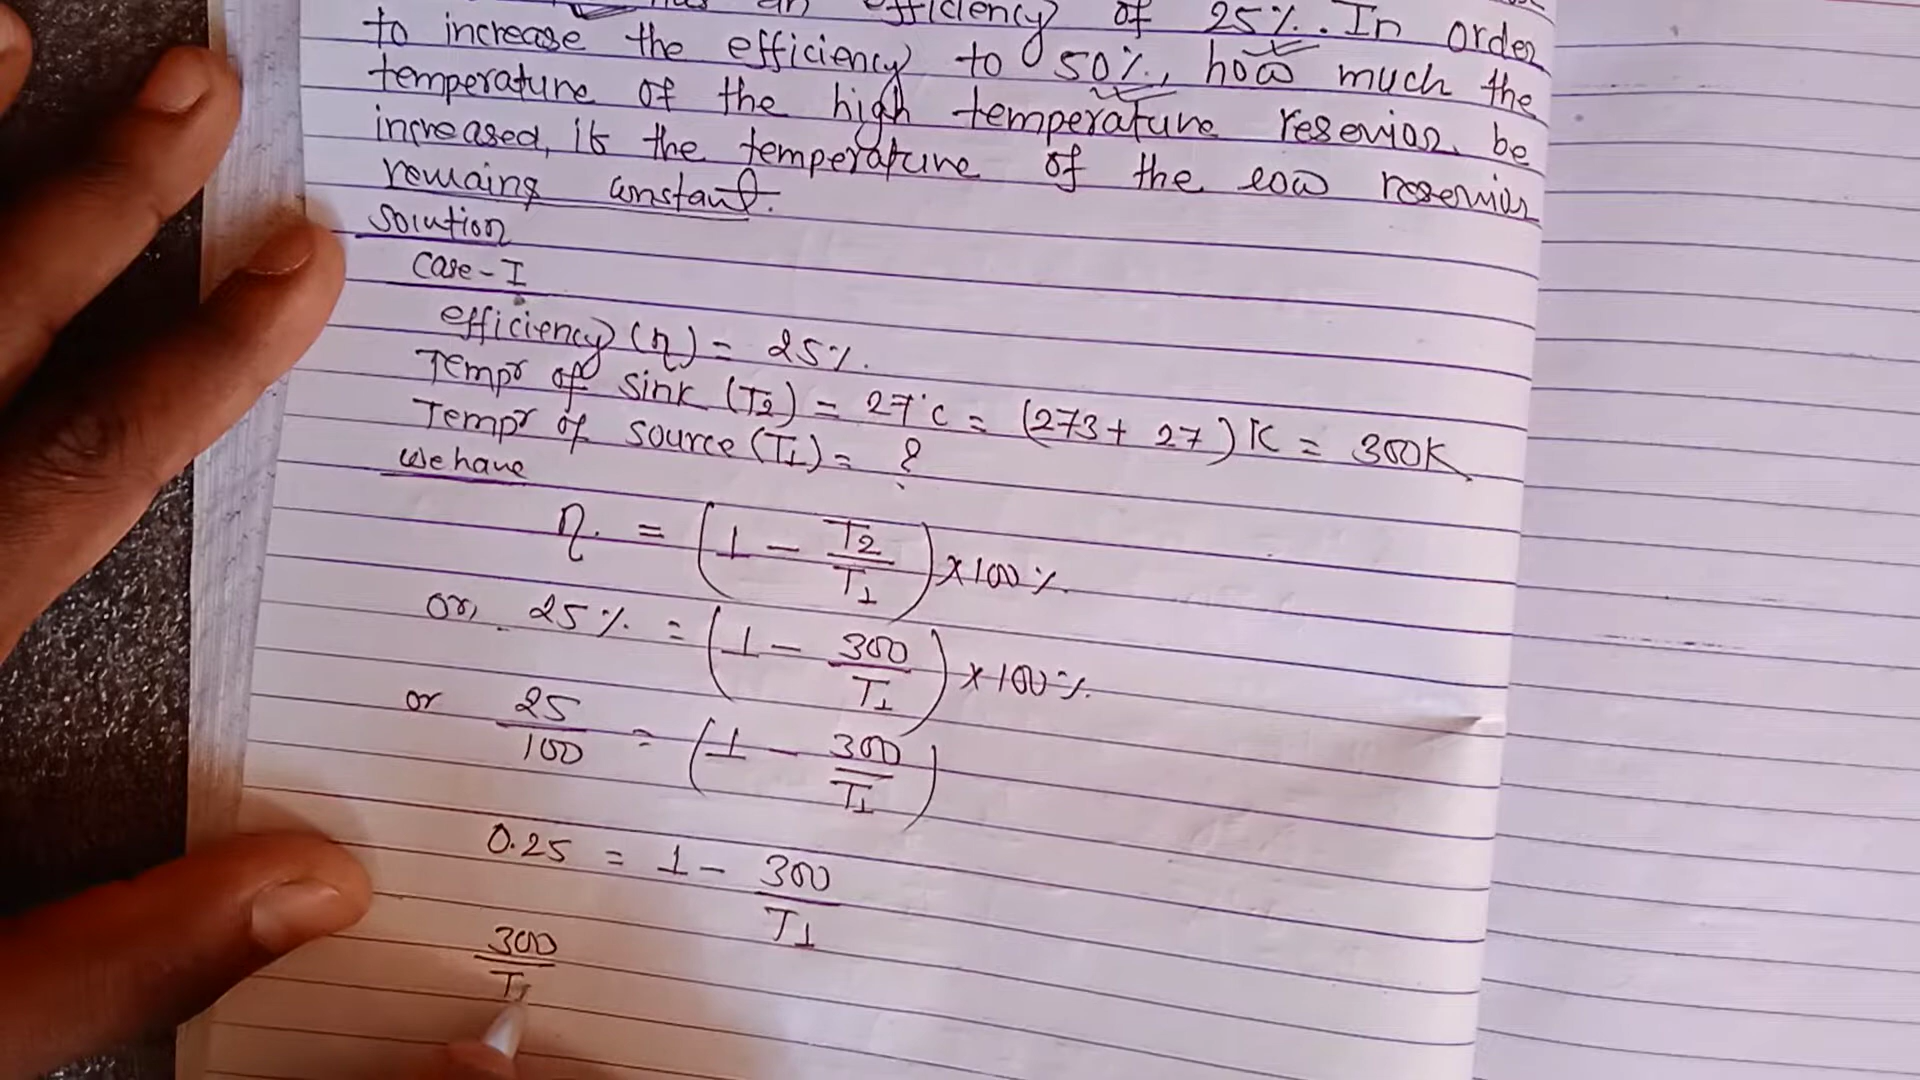 an efficiency of 25%. In order
to increase the efficiency to 50%, how much the
temperature of the high temperature reservior be
increased, if the temperature of the low reservior
remains constant.
Solution
Case-I
efficiency (η) = 25%.
Tempr of sink (T2) = 27°C = (273+ 27)K = 300K
Tempr of source (T1) = ?
We have
η = (1 - T2/T1) × 100%
or, 25% = (1 - 300/T1) × 100%
or 25/100 = (1 - 300/T1)
0.25 = 1 - 300/T1
300/T1